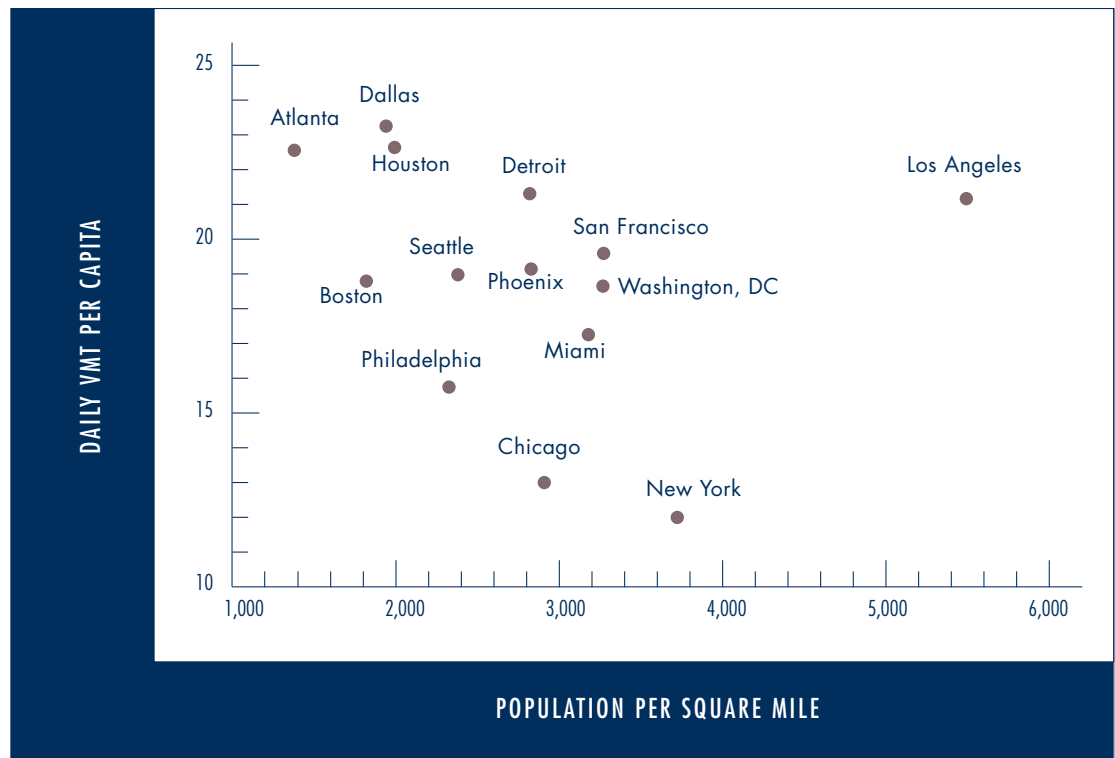 25
Dallas
Atlanta
Houston
Detroit
Los Angeles
San Francisco
20
Seattle
Phoenix
Washington, DC
Boston
Miami
Philadelphia
15
Chicago
New York
10
1,000 2,000 3,000 4,000 5,000 6,000
DAILY VMT PER CAPITA
POPULATION PER SQUARE MILE